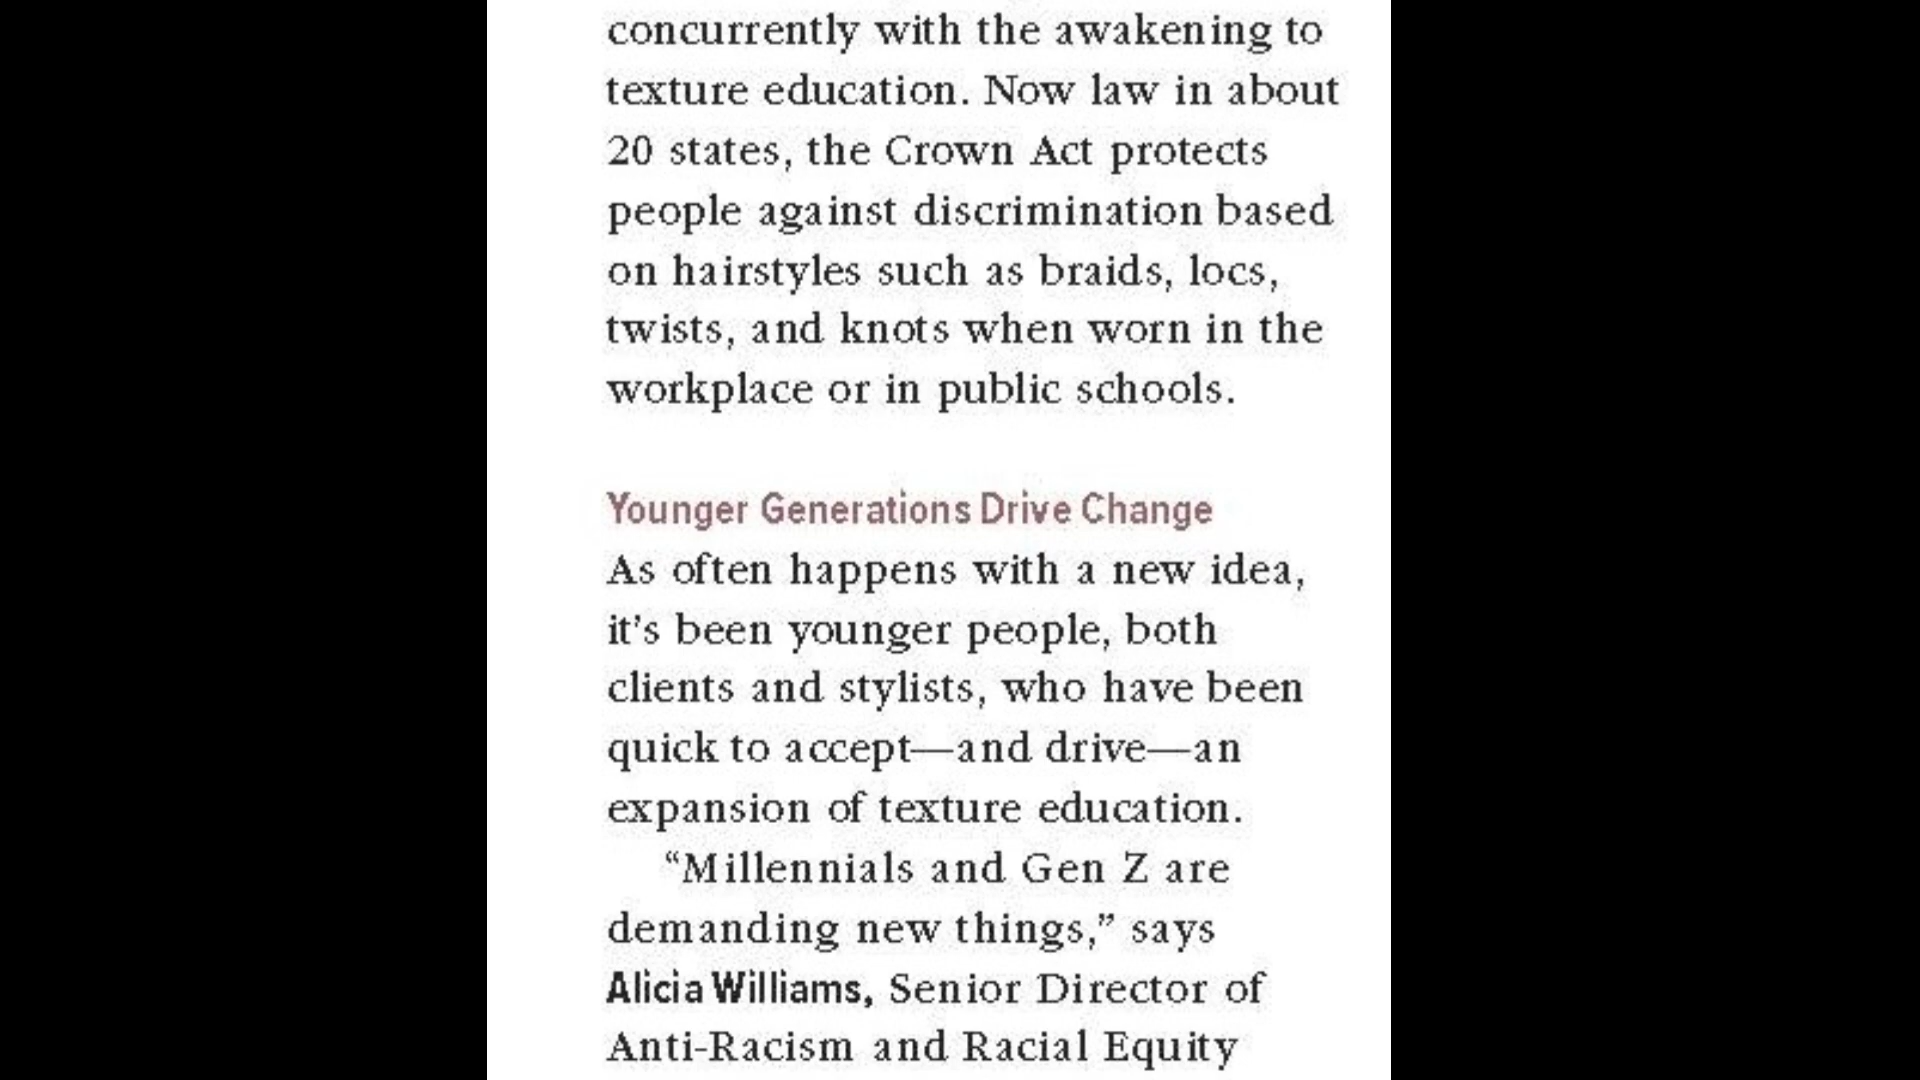 concurrently with the awakening to
texture education. Now law in about
20 states, the Crown Act protects
people against discrimination based
on hairstyles such as braids, locs,
twists, and knots when worn in the
workplace or in public schools.
Younger Generations Drive Change
As often happens with a new idea,
it's been younger people, both
clients and stylists, who have been
quick to accept—and drive—an
expansion of texture education.
“Millennials and Gen Z are
demanding new things,” says
Alicia Williams, Senior Director of
Anti-Racism and Racial Equity